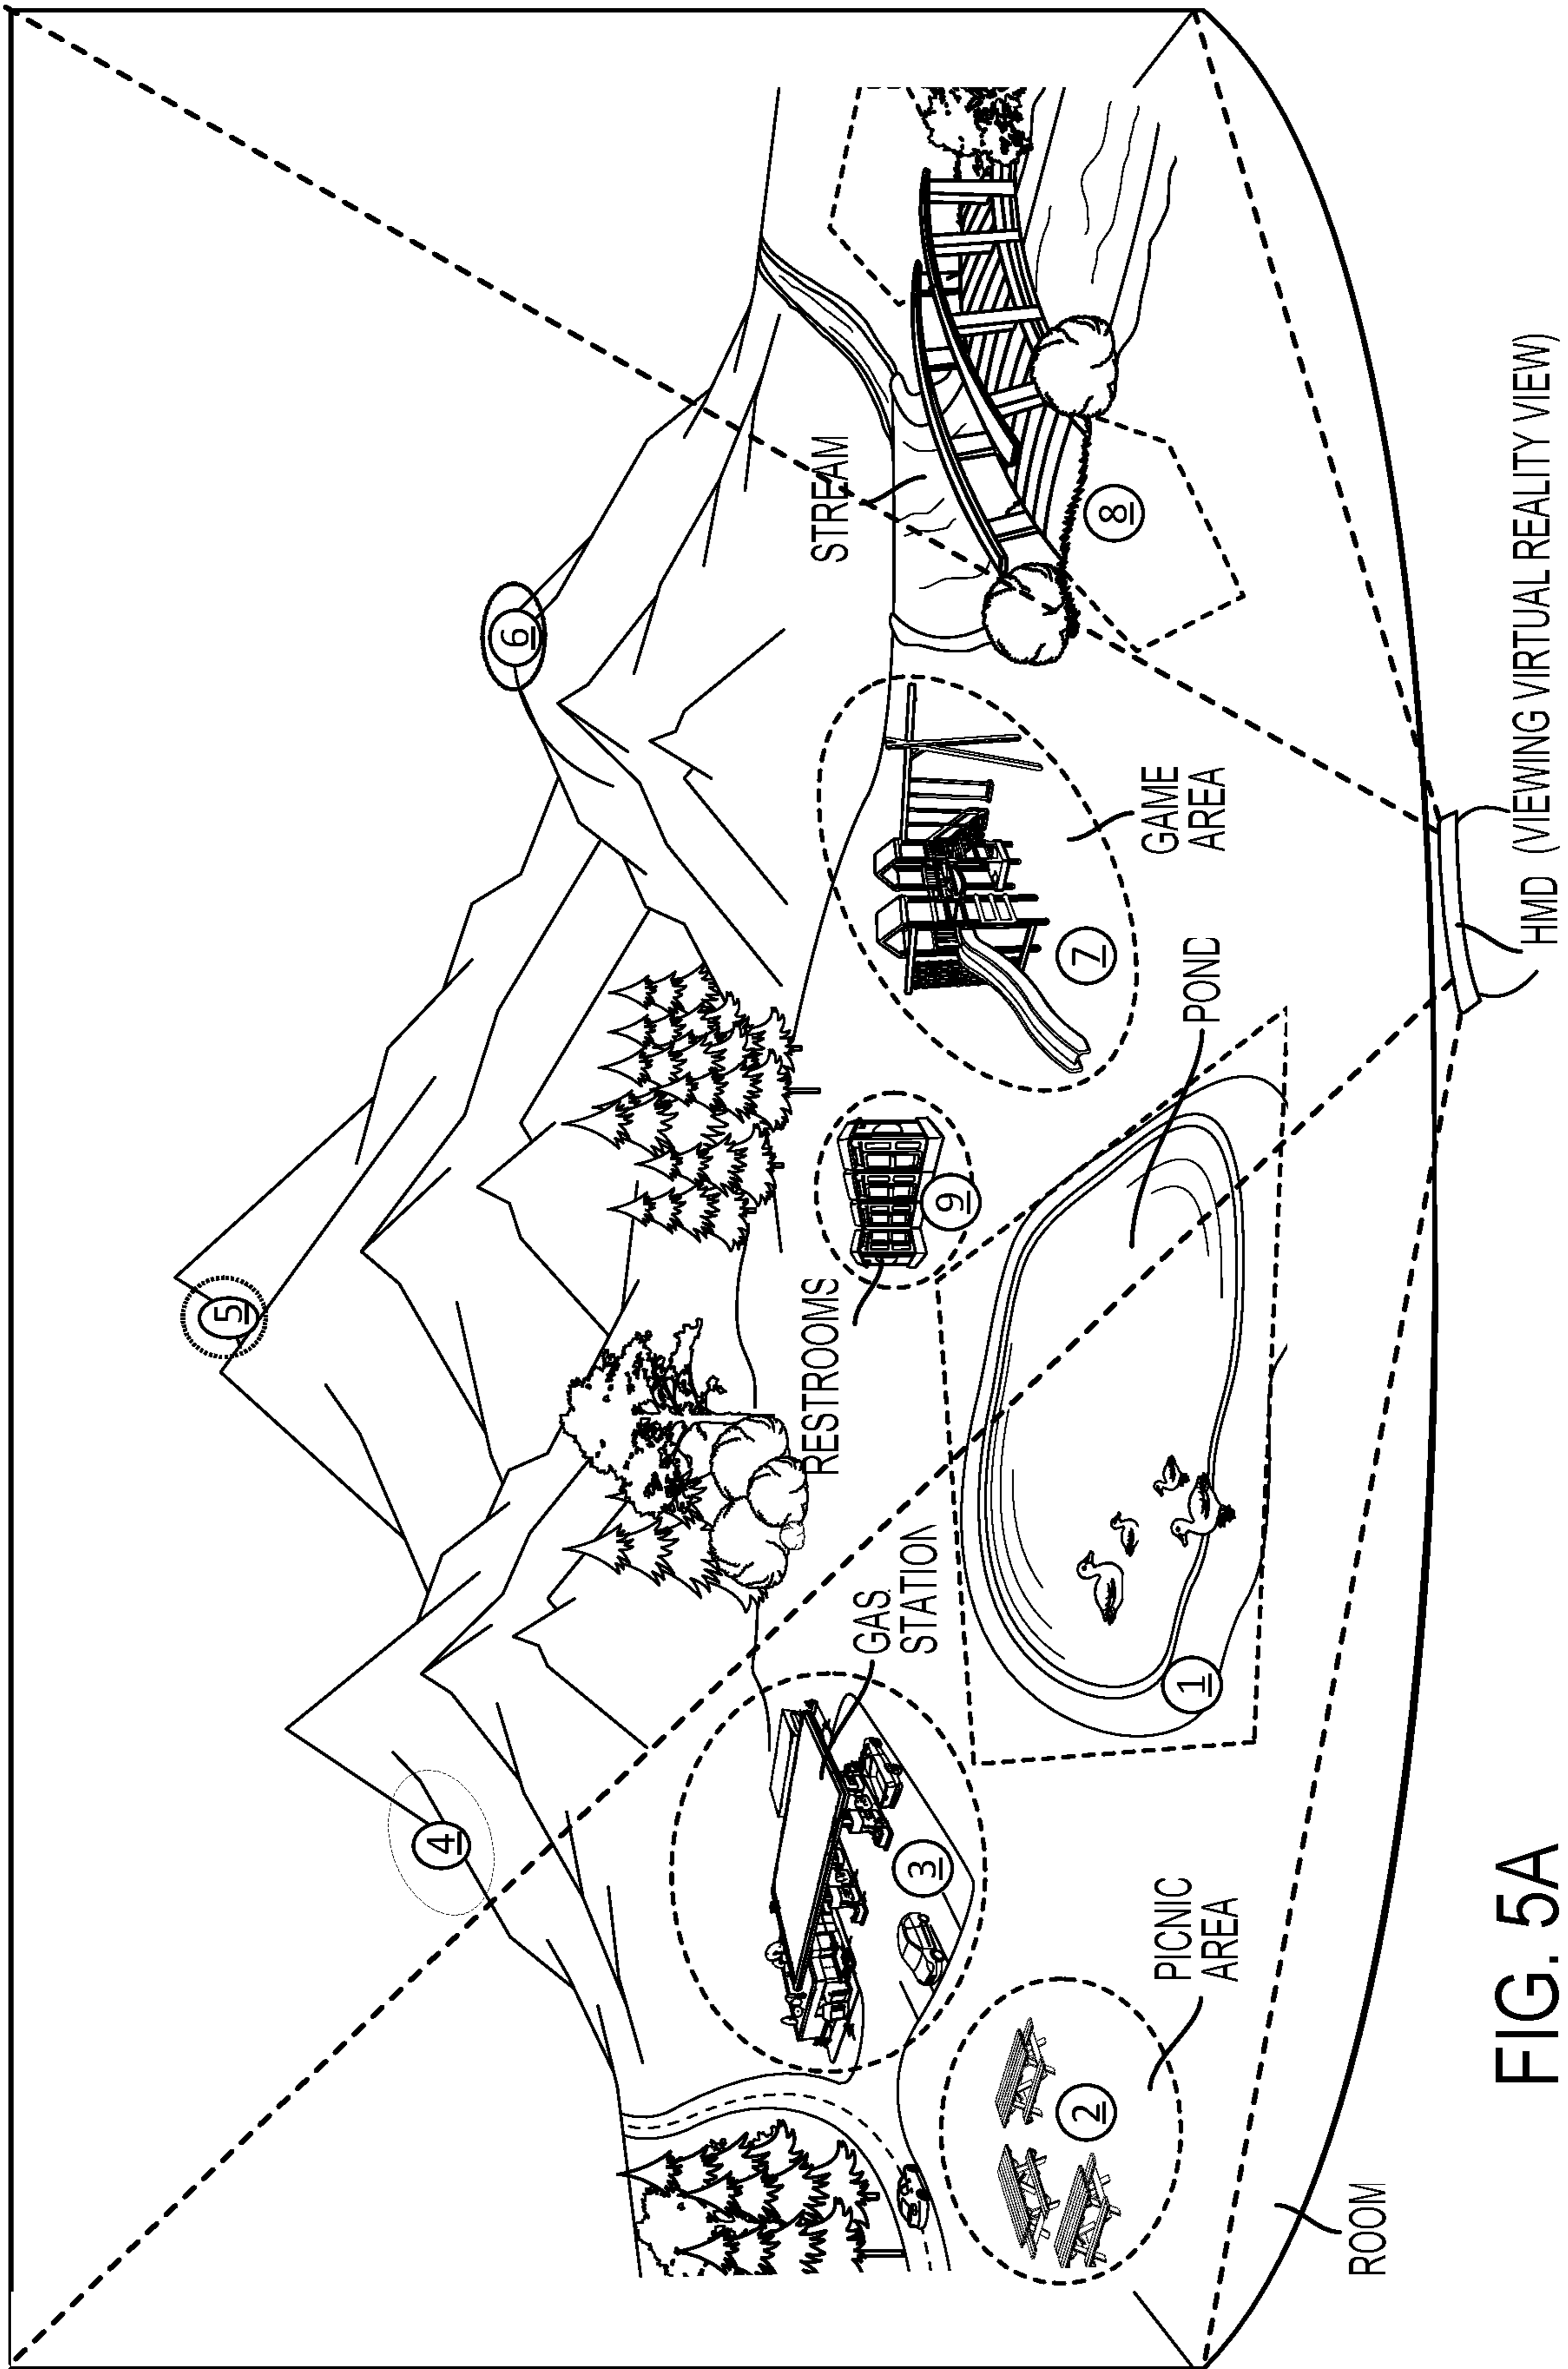 5
4
6
STREAM
RESTROOMS
GAS
STATION
3
9
7
2
8
GAME
AREA
1
POND
PICNIC
AREA
ROOM
HMD (VIEWING VIRTUAL REALITY VIEW)
FIG. 5A